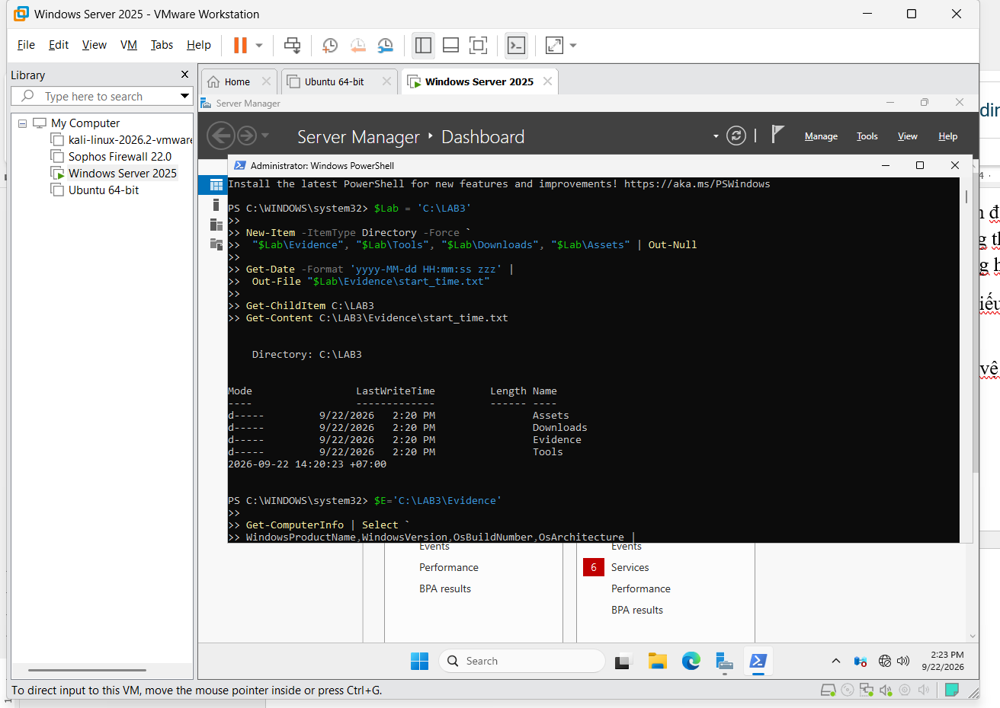 Windows Server 2025 - VMware Workstation
File Edit View VM Tabs Help
Library
Type here to search
My Computer
kali-linux-2026.2-vmware
Sophos Firewall 22.0
Windows Server 2025
Ubuntu 64-bit
Home
Ubuntu 64-bit
Windows Server 2025
Server Manager
Server Manager ‣ Dashboard
Manage Tools View Help
Administrator: Windows PowerShell
Install the latest PowerShell for new features and improvements! https://aka.ms/PSWindows
PS C:\WINDOWS\system32> $Lab = 'C:\LAB3'
>>
>> New-Item -ItemType Directory -Force `
>>  "$Lab\Evidence", "$Lab\Tools", "$Lab\Downloads", "$Lab\Assets" | Out-Null
>>
>> Get-Date -Format 'yyyy-MM-dd HH:mm:ss zzz' |
>>  Out-File "$Lab\Evidence\start_time.txt"
>>
>> Get-ChildItem C:\LAB3
>> Get-Content C:\LAB3\Evidence\start_time.txt
Directory: C:\LAB3
Mode LastWriteTime Length Name
---- ------------- ------ ----
d----- 9/22/2026 2:20 PM Assets
d----- 9/22/2026 2:20 PM Downloads
d----- 9/22/2026 2:20 PM Evidence
d----- 9/22/2026 2:20 PM Tools
2026-09-22 14:20:23 +07:00
PS C:\WINDOWS\system32> $E='C:\LAB3\Evidence'
>>
>> Get-ComputerInfo | Select `
>> WindowsProductName,WindowsVersion,OsBuildNumber,OsArchitecture |
Events
Performance
BPA results
Events
6 Services
Performance
BPA results
Search
2:23 PM
9/22/2026
To direct input to this VM, move the mouse pointer inside or press Ctrl+G.
vệ